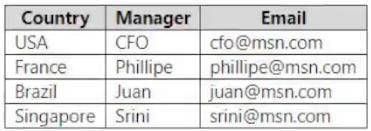 Country Manager Email
USA CFO cfo@msn.com
France Phillipe phillipe@msn.com
Brazil Juan juan@msn.com
Singapore Srini srini@msn.com